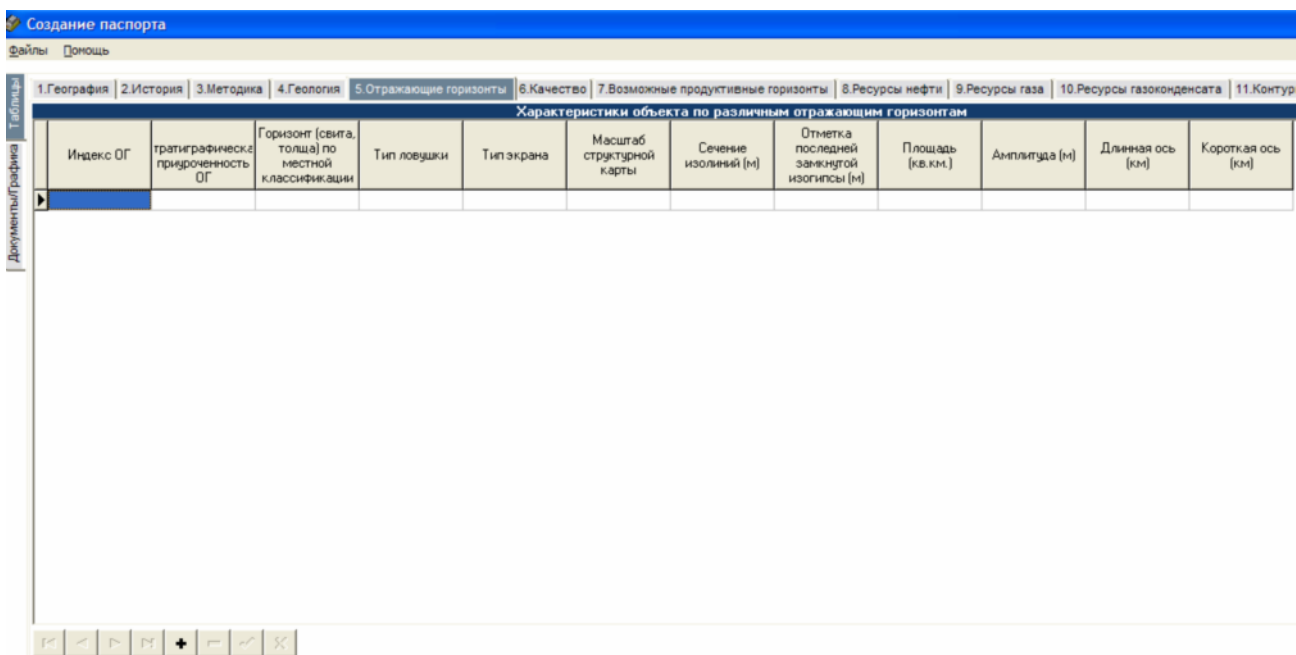 Создание паспорта
Файлы Помощь
Таблицы
Документы/Графика
1.География 2.История 3.Методика 4.Геология 5.Отражающие горизонты 6.Качество 7.Возможные продуктивные горизонты 8.Ресурсы нефти 9.Ресурсы газа 10.Ресурсы газоконденсата 11.Контур
Характеристики объекта по различным отражающим горизонтам
Индекс ОГ
тратиграфическа
приуроченность
ОГ
Горизонт (свита,
толща) по
местной
классификации
Тип ловушки
Тип экрана
Масштаб
структурной
карты
Сечение
изолиний (м)
Отметка
последней
замкнутой
изогипсы (м)
Площадь
(кв.км.)
Амплитуда (м)
Длинная ось
(км)
Короткая ось
(км)